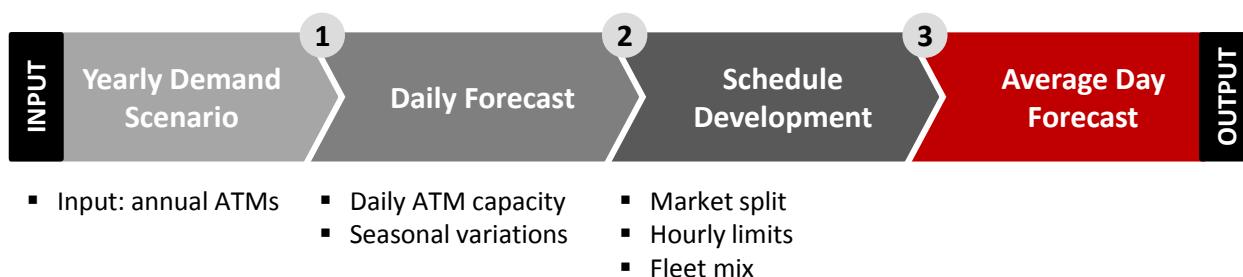 1
2
3
INPUT
Yearly Demand
Scenario
Daily Forecast
Schedule
Development
Average Day
Forecast
OUTPUT
▪ Input: annual ATMs
▪ Daily ATM capacity
▪ Seasonal variations
▪ Market split
▪ Hourly limits
▪ Fleet mix